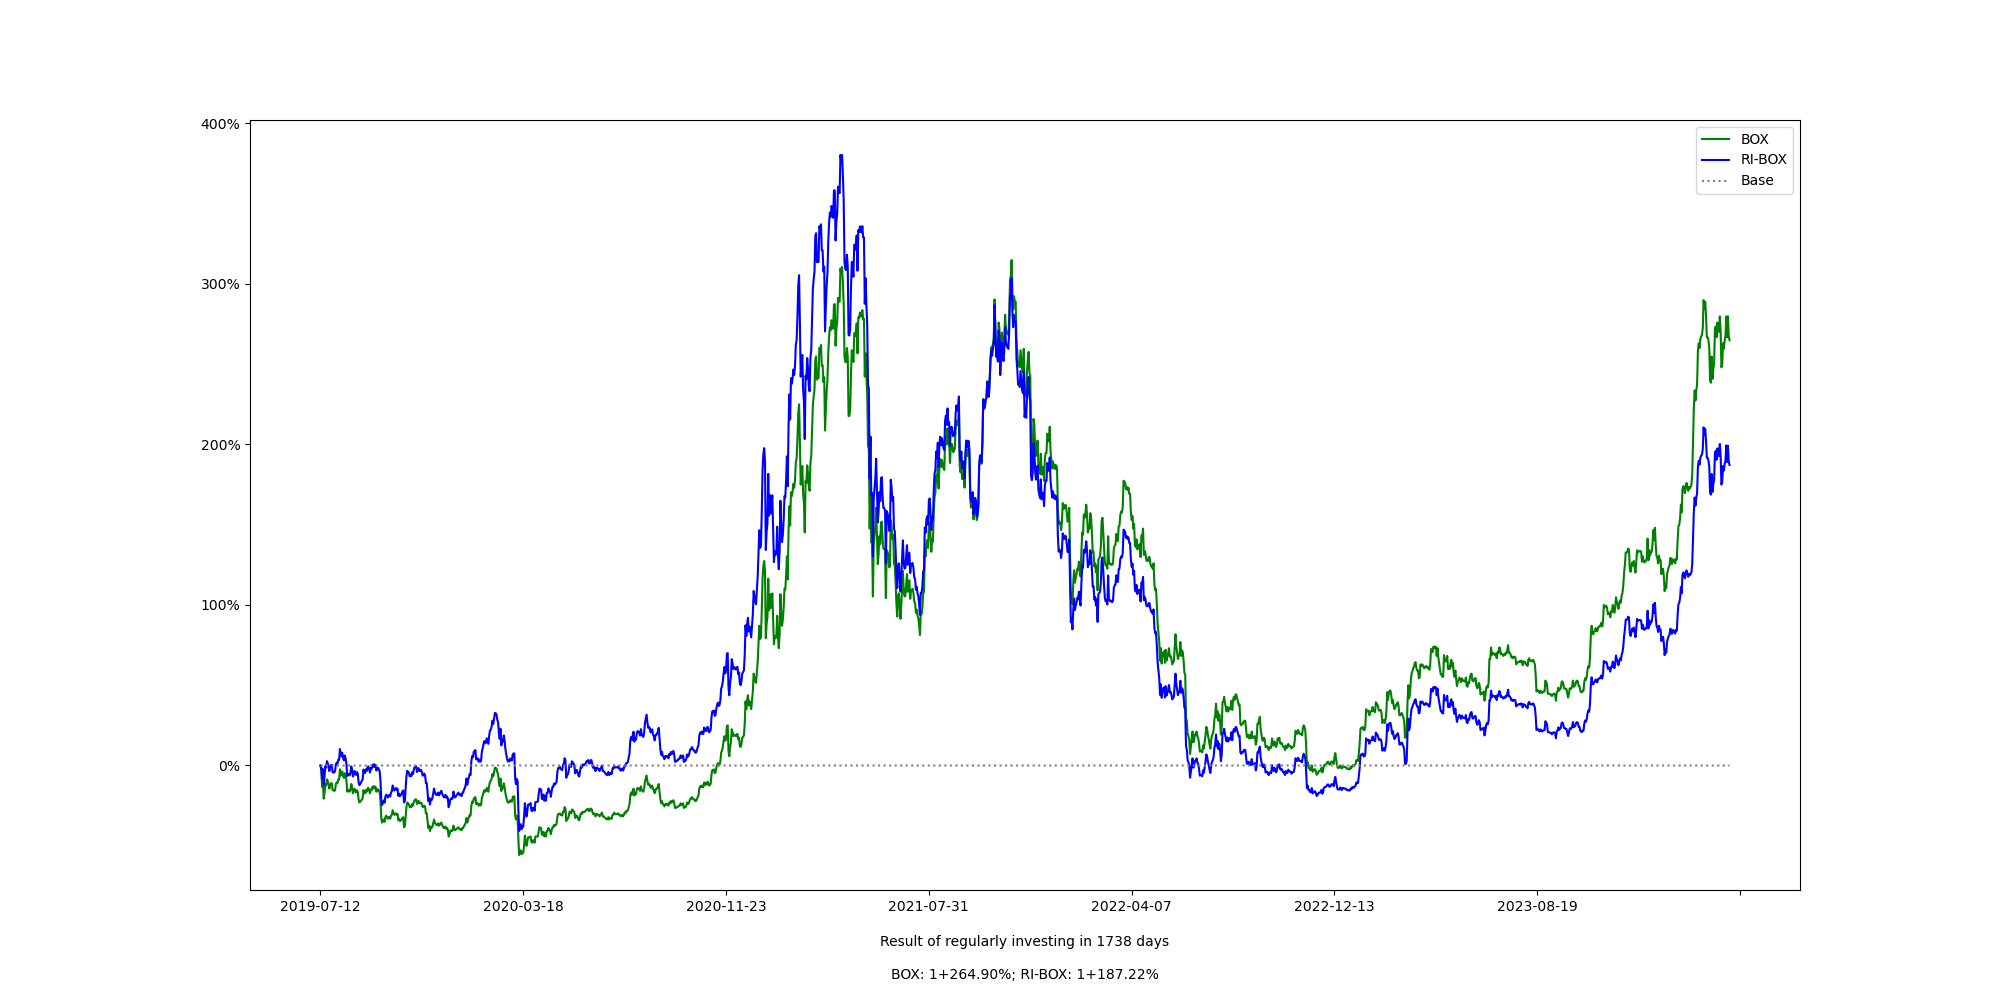 400%
300%
200%
100%
0%
BOX
RI-BOX
Base
2019-07-12
2020-03-18
2020-11-23
2021-07-31
2022-04-07
2022-12-13
2023-08-19
Result of regularly investing in 1738 days
BOX: 1+264.90%; RI-BOX: 1+187.22%